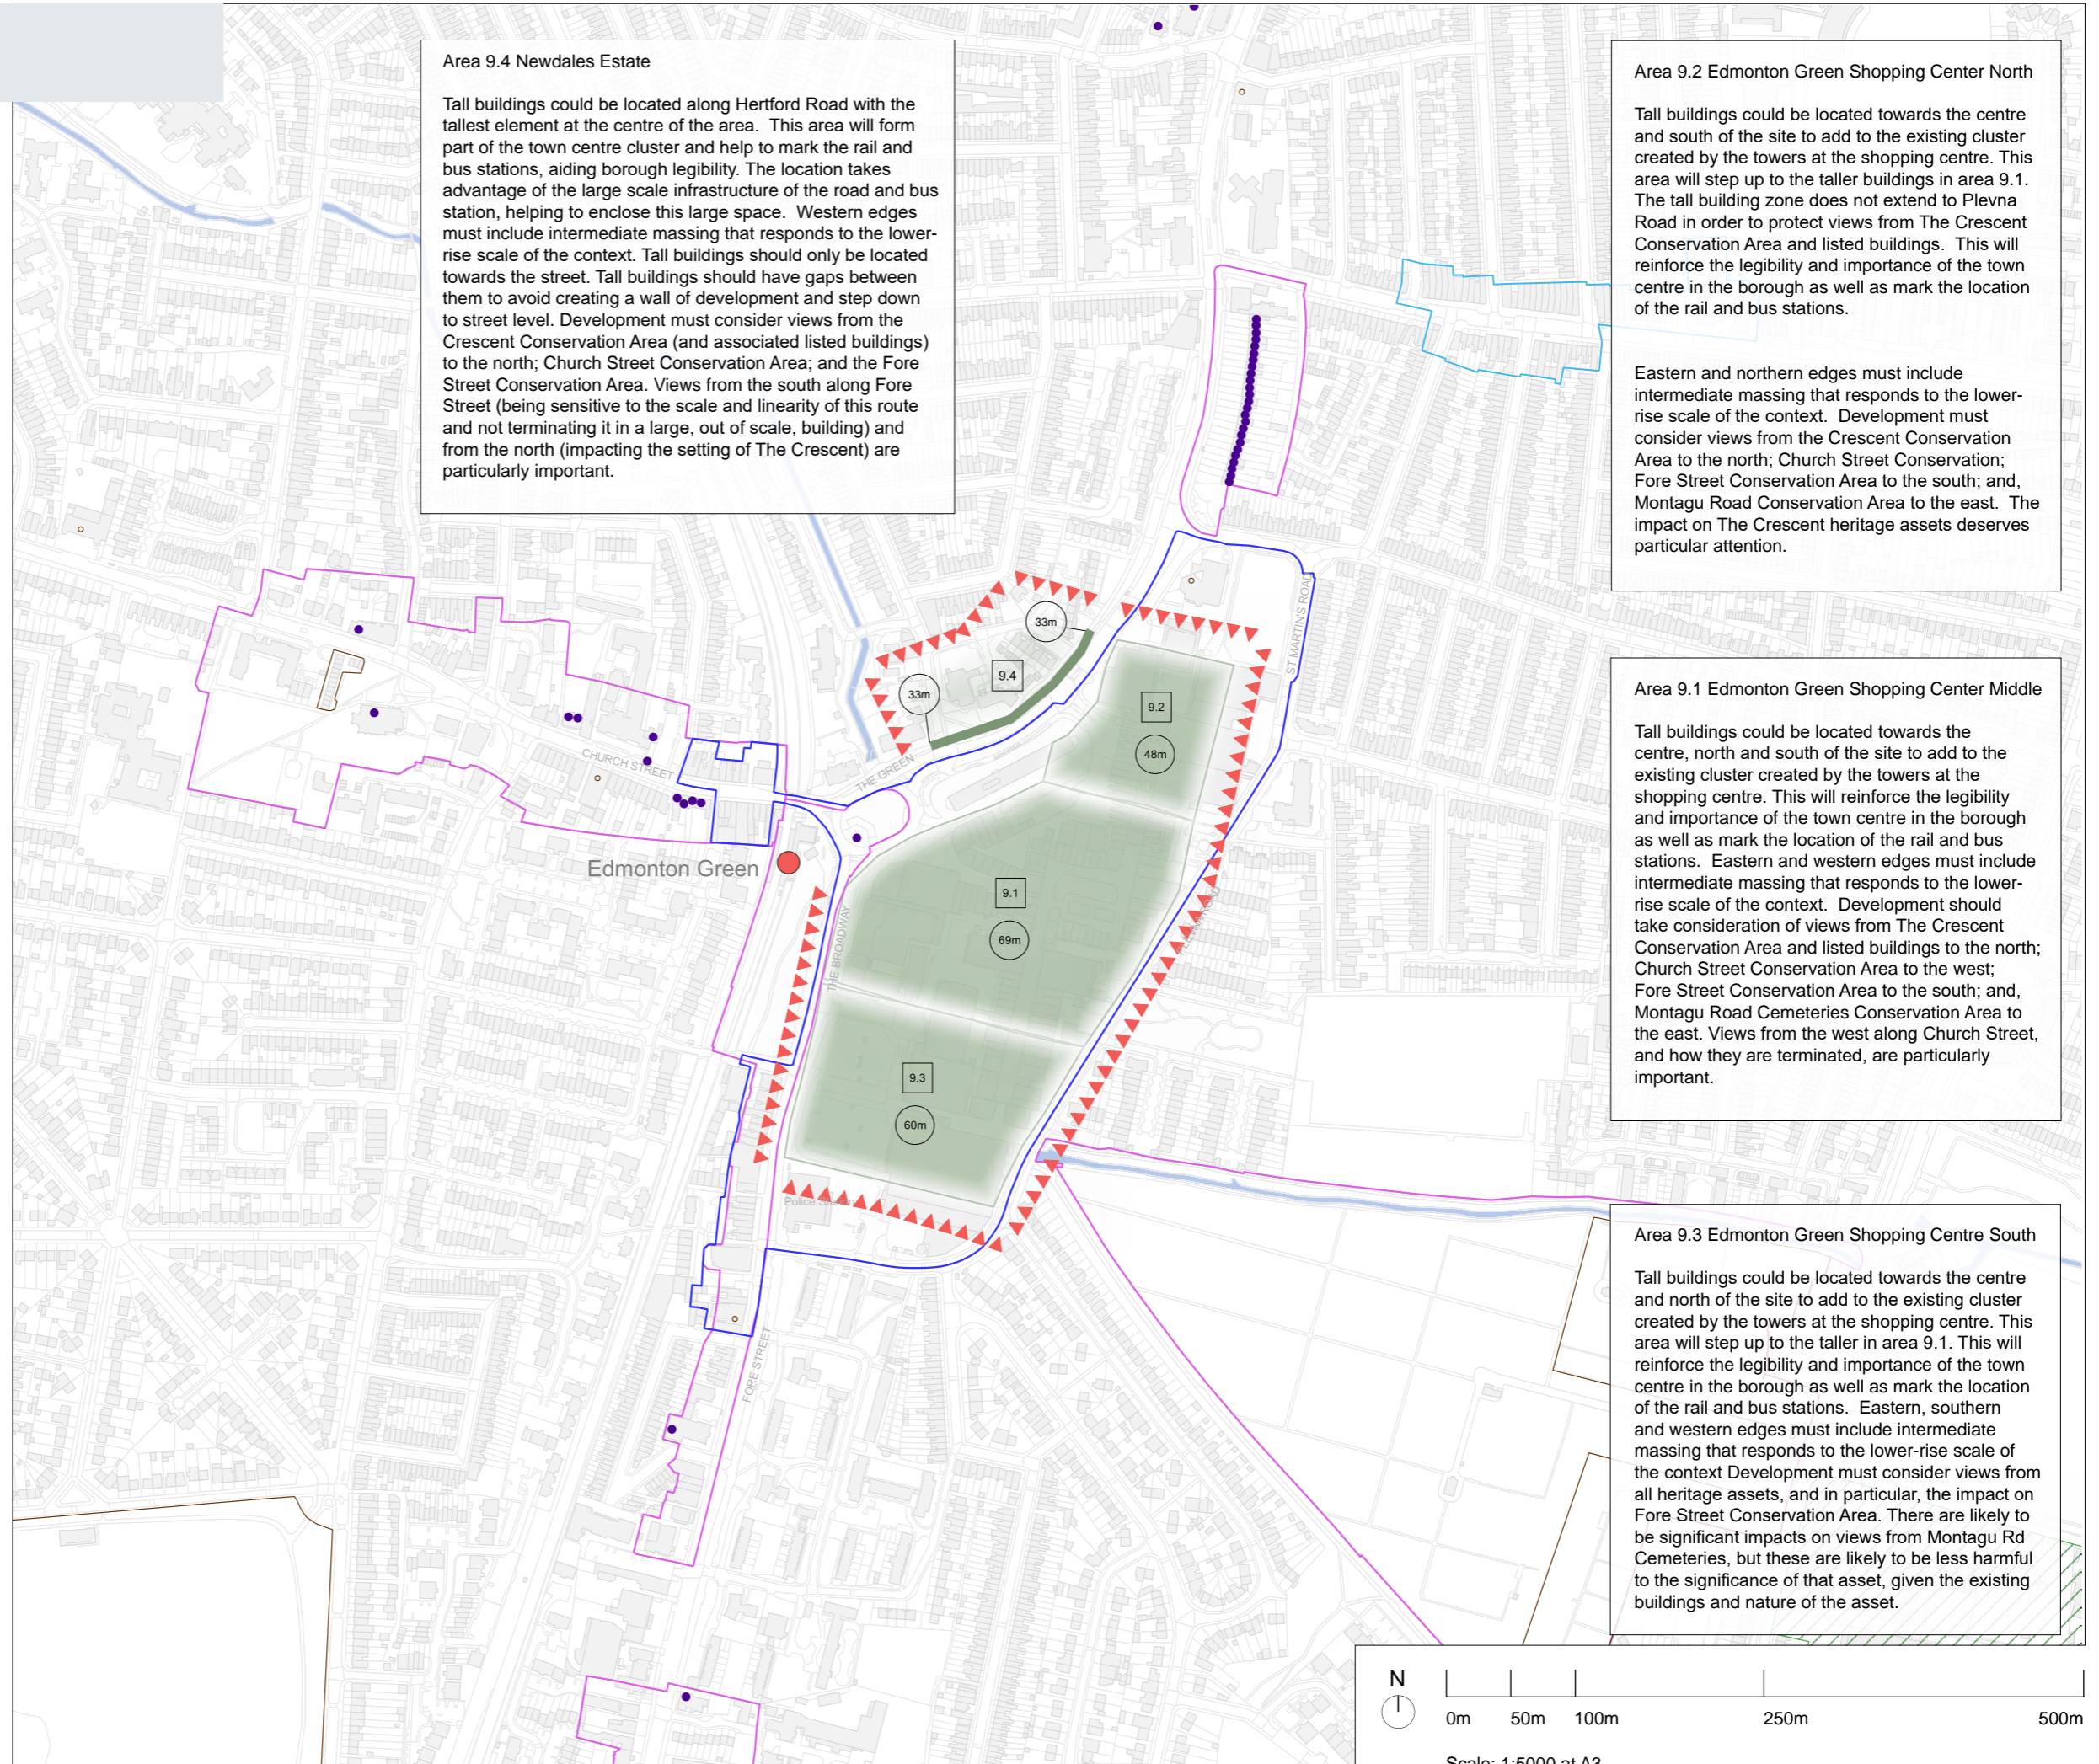 Area 9.4 Newdales Estate
Tall buildings could be located along Hertford Road with the
tallest element at the centre of the area.  This area will form
part of the town centre cluster and help to mark the rail and
bus stations, aiding borough legibility. The location takes
advantage of the large scale infrastructure of the road and bus
station, helping to enclose this large space.  Western edges
must include intermediate massing that responds to the lower-
rise scale of the context. Tall buildings should only be located
towards the street. Tall buildings should have gaps between
them to avoid creating a wall of development and step down
to street level. Development must consider views from the
Crescent Conservation Area (and associated listed buildings)
to the north; Church Street Conservation Area; and the Fore
Street Conservation Area. Views from the south along Fore
Street (being sensitive to the scale and linearity of this route
and not terminating it in a large, out of scale, building) and
from the north (impacting the setting of The Crescent) are
particularly important.
Area 9.2 Edmonton Green Shopping Center North
Tall buildings could be located towards the centre
and south of the site to add to the existing cluster
created by the towers at the shopping centre. This
area will step up to the taller buildings in area 9.1.
The tall building zone does not extend to Plevna
Road in order to protect views from The Crescent
Conservation Area and listed buildings.  This will
reinforce the legibility and importance of the town
centre in the borough as well as mark the location
of the rail and bus stations.
Eastern and northern edges must include
intermediate massing that responds to the lower-
rise scale of the context.  Development must
consider views from the Crescent Conservation
Area to the north; Church Street Conservation;
Fore Street Conservation Area to the south; and,
Montagu Road Conservation Area to the east.  The
impact on The Crescent heritage assets deserves
particular attention.
Area 9.1 Edmonton Green Shopping Center Middle
Tall buildings could be located towards the
centre, north and south of the site to add to the
existing cluster created by the towers at the
shopping centre. This will reinforce the legibility
and importance of the town centre in the borough
as well as mark the location of the rail and bus
stations.  Eastern and western edges must include
intermediate massing that responds to the lower-
rise scale of the context.  Development should
take consideration of views from The Crescent
Conservation Area and listed buildings to the north;
Church Street Conservation Area to the west;
Fore Street Conservation Area to the south; and,
Montagu Road Cemeteries Conservation Area to
the east. Views from the west along Church Street,
and how they are terminated, are particularly
important.
Area 9.3 Edmonton Green Shopping Centre South
Tall buildings could be located towards the centre
and north of the site to add to the existing cluster
created by the towers at the shopping centre. This
area will step up to the taller in area 9.1. This will
reinforce the legibility and importance of the town
centre in the borough as well as mark the location
of the rail and bus stations.  Eastern, southern
and western edges must include intermediate
massing that responds to the lower-rise scale of
the context Development must consider views from
all heritage assets, and in particular, the impact on
Fore Street Conservation Area. There are likely to
be significant impacts on views from Montagu Rd
Cemeteries, but these are likely to be less harmful
to the significance of that asset, given the existing
buildings and nature of the asset.
33m
9.4
33m
9.2
48m
ST MARTINS ROAD
CHURCH STREET
THE GREEN
Edmonton Green
9.1
69m
THE BROADWAY
9.3
60m
Police Station
FORE STREET
N
0m
50m
100m
250m
500m
Scale: 1:5000 at A3